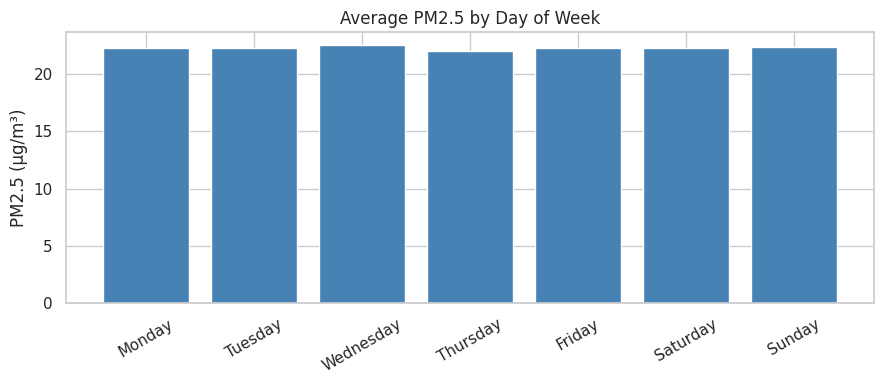 Average PM2.5 by Day of Week
PM2.5 (µg/m³)
20
15
10
5
0
Monday
Tuesday
Wednesday
Thursday
Friday
Saturday
Sunday